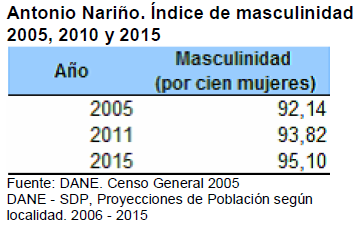 Antonio Nariño. Índice de masculinidad
2005, 2010 y 2015
Año
Masculinidad
(por cien mujeres)
2005 92,14
2011 93,82
2015 95,10
Fuente: DANE. Censo General 2005
DANE - SDP, Proyecciones de Población según
localidad. 2006 - 2015